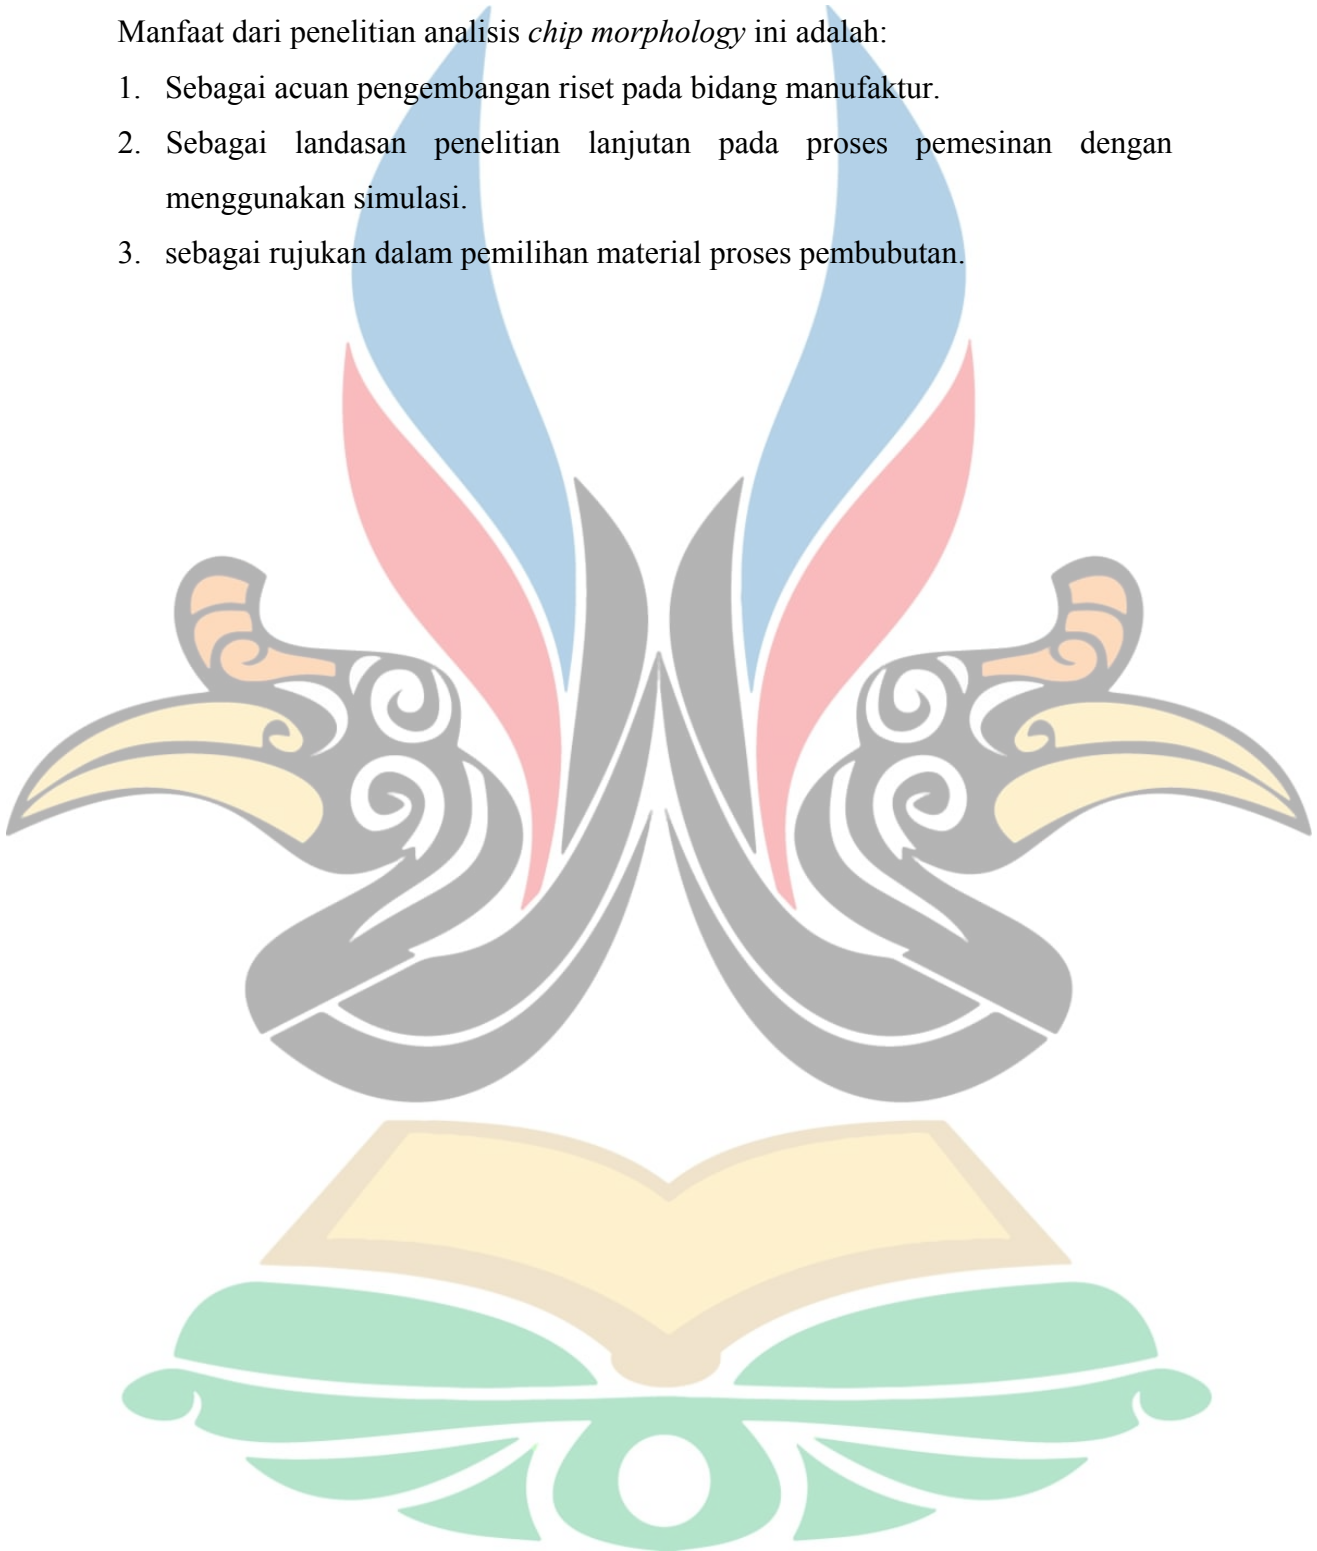 Manfaat dari penelitian analisis chip morphology ini adalah:
1. Sebagai acuan pengembangan riset pada bidang manufaktur.
2. Sebagai landasan penelitian lanjutan pada proses pemesinan dengan
menggunakan simulasi.
3. sebagai rujukan dalam pemilihan material proses pembubutan.